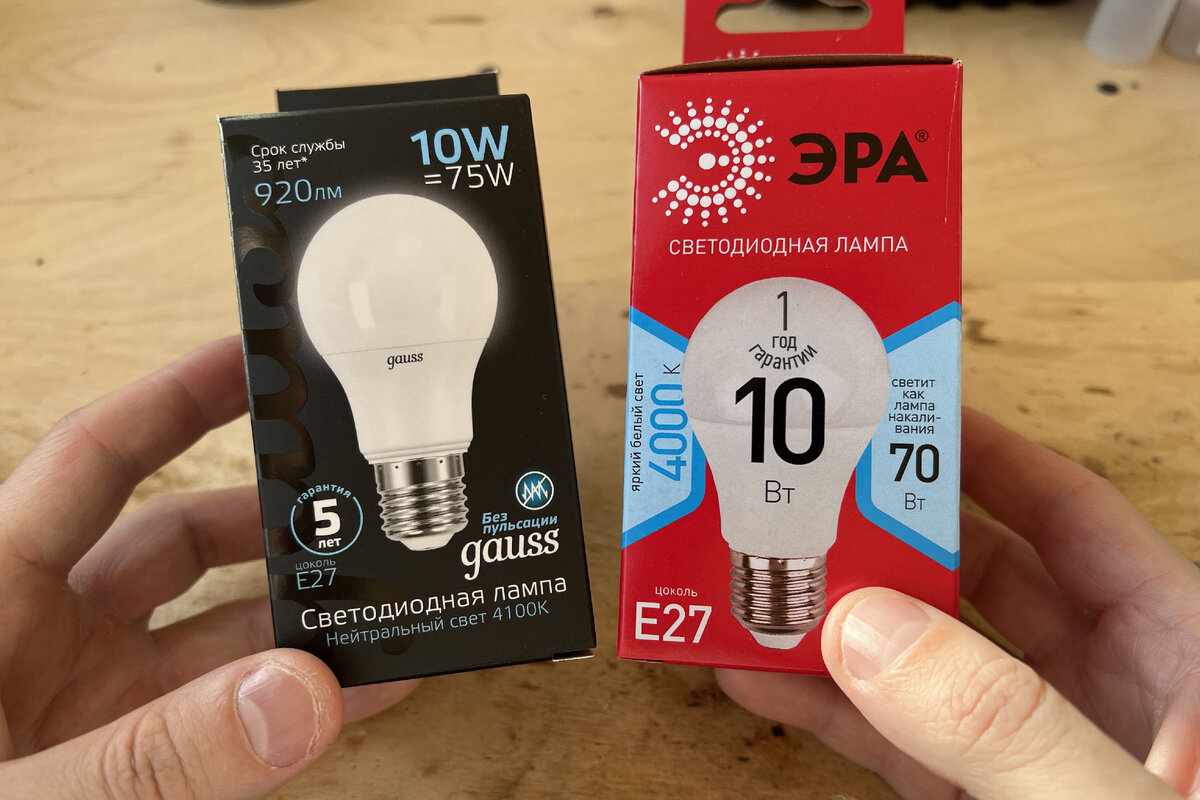 Срок службы
35 лет*
920лм
10W
=75W
gauss
гарантия
5
лет
цоколь
E27
Без
пульсации
gauss
Светодиодная лампа
Нейтральный свет 4100К
ЭРА®
СВЕТОДИОДНАЯ ЛАМПА
1
год
гарантии
10
Вт
яркий белый свет
4000 К
светит
как
лампа
накали-
вания
70
Вт
цоколь
E27